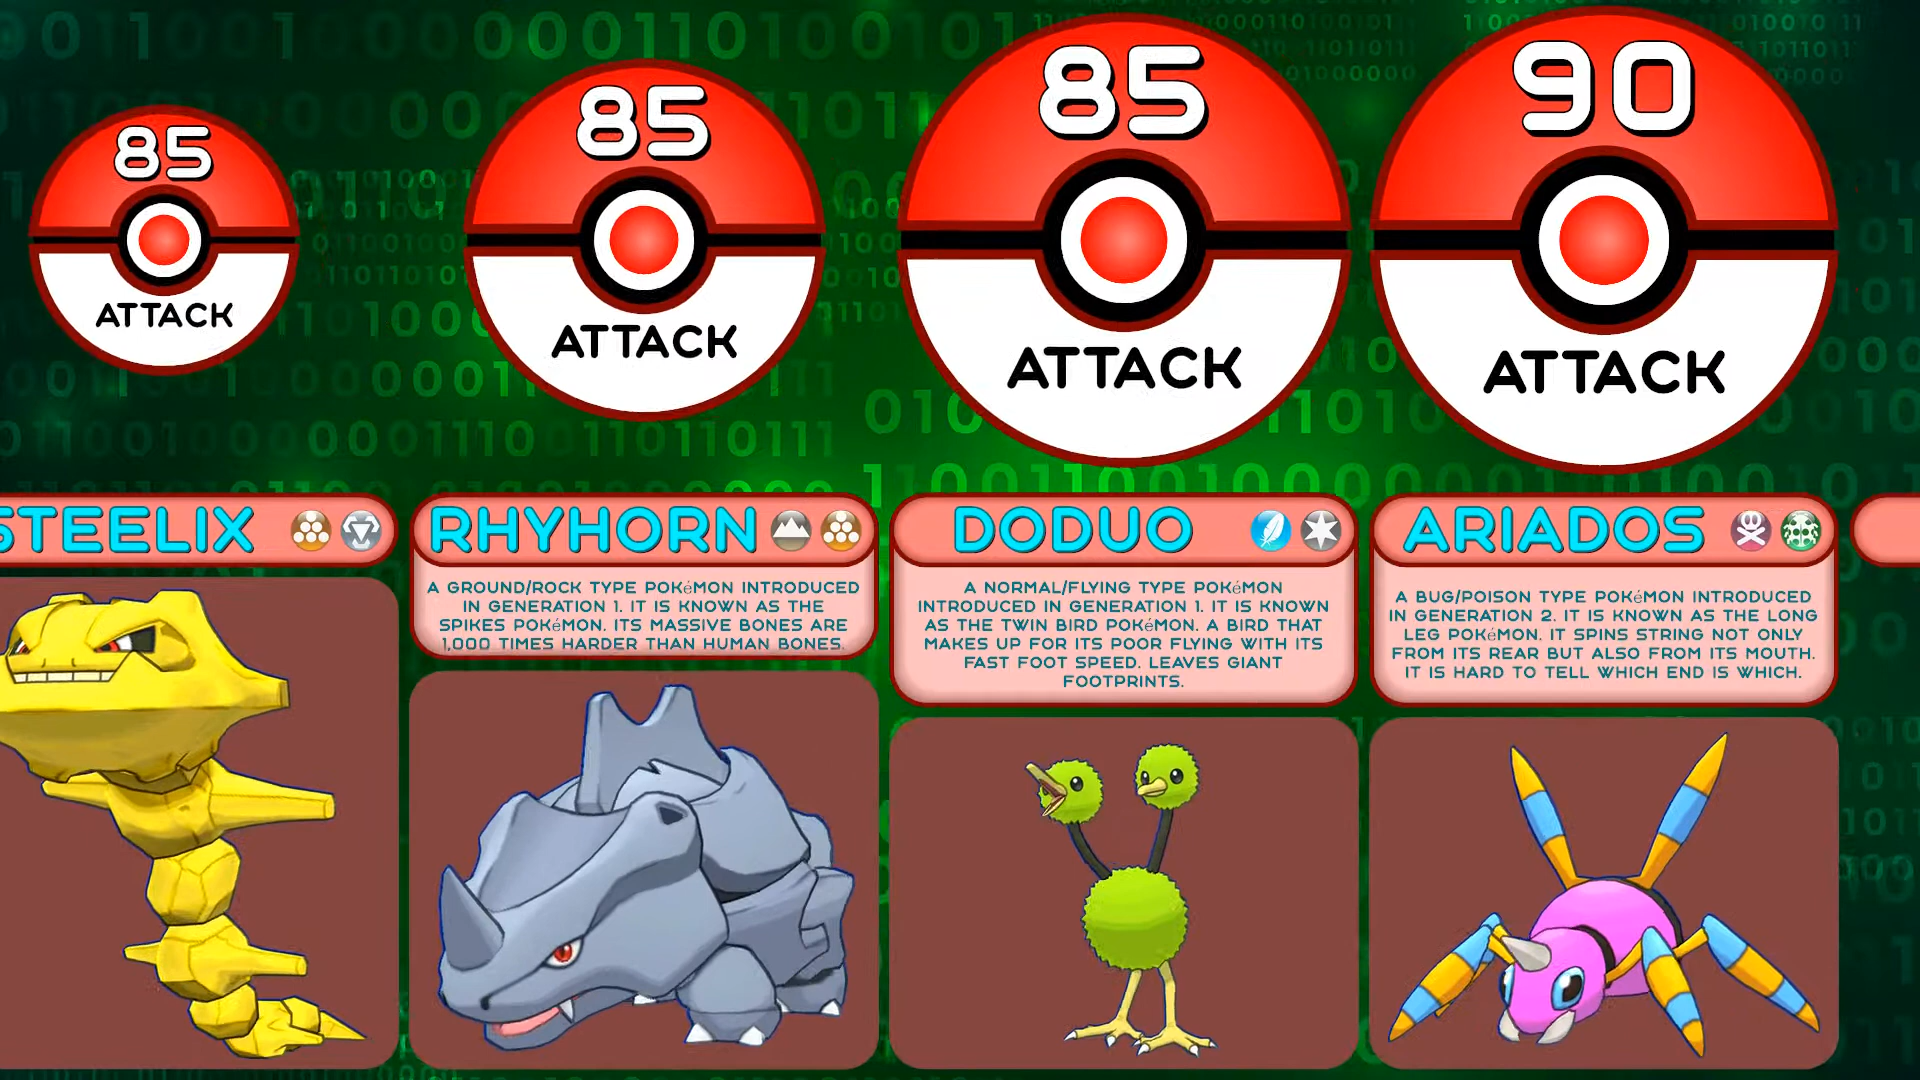 85
ATTACK
85
ATTACK
85
ATTACK
90
ATTACK
STEELIX
RHYHORN
A GROUND/ROCK TYPE POKéMON INTRODUCED
IN GENERATION 1. IT IS KNOWN AS THE
SPIKES POKéMON. ITS MASSIVE BONES ARE
1,000 TIMES HARDER THAN HUMAN BONES.
DODUO
A NORMAL/FLYING TYPE POKéMON
INTRODUCED IN GENERATION 1. IT IS KNOWN
AS THE TWIN BIRD POKéMON. A BIRD THAT
MAKES UP FOR ITS POOR FLYING WITH ITS
FAST FOOT SPEED. LEAVES GIANT
FOOTPRINTS.
ARIADOS
A BUG/POISON TYPE POKéMON INTRODUCED
IN GENERATION 2. IT IS KNOWN AS THE LONG
LEG POKéMON. IT SPINS STRING NOT ONLY
FROM ITS REAR BUT ALSO FROM ITS MOUTH.
IT IS HARD TO TELL WHICH END IS WHICH.